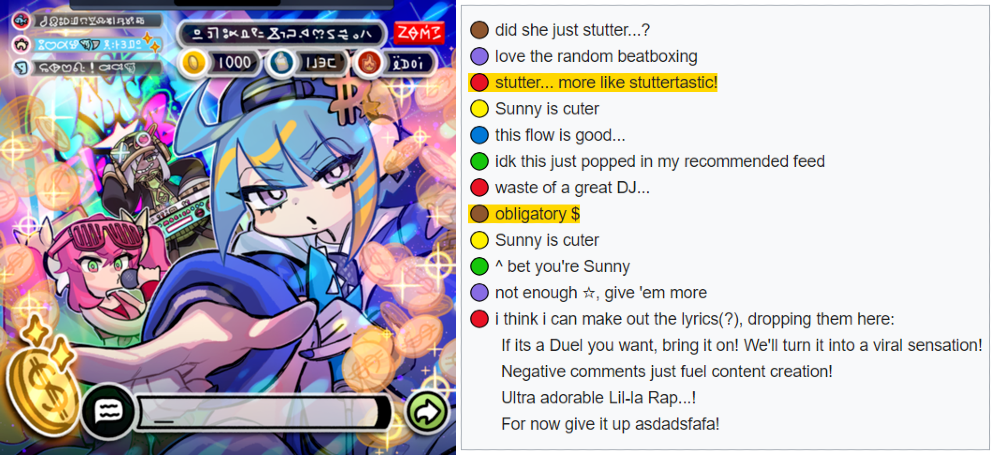 1000
did she just stutter...?
love the random beatboxing
stutter... more like stuttertastic!
Sunny is cuter
this flow is good...
idk this just popped in my recommended feed
waste of a great DJ...
obligatory $
Sunny is cuter
^ bet you're Sunny
not enough ☆, give 'em more
i think i can make out the lyrics(?), dropping them here:
If its a Duel you want, bring it on! We'll turn it into a viral sensation!
Negative comments just fuel content creation!
Ultra adorable Lil-la Rap...!
For now give it up asdadsfafa!